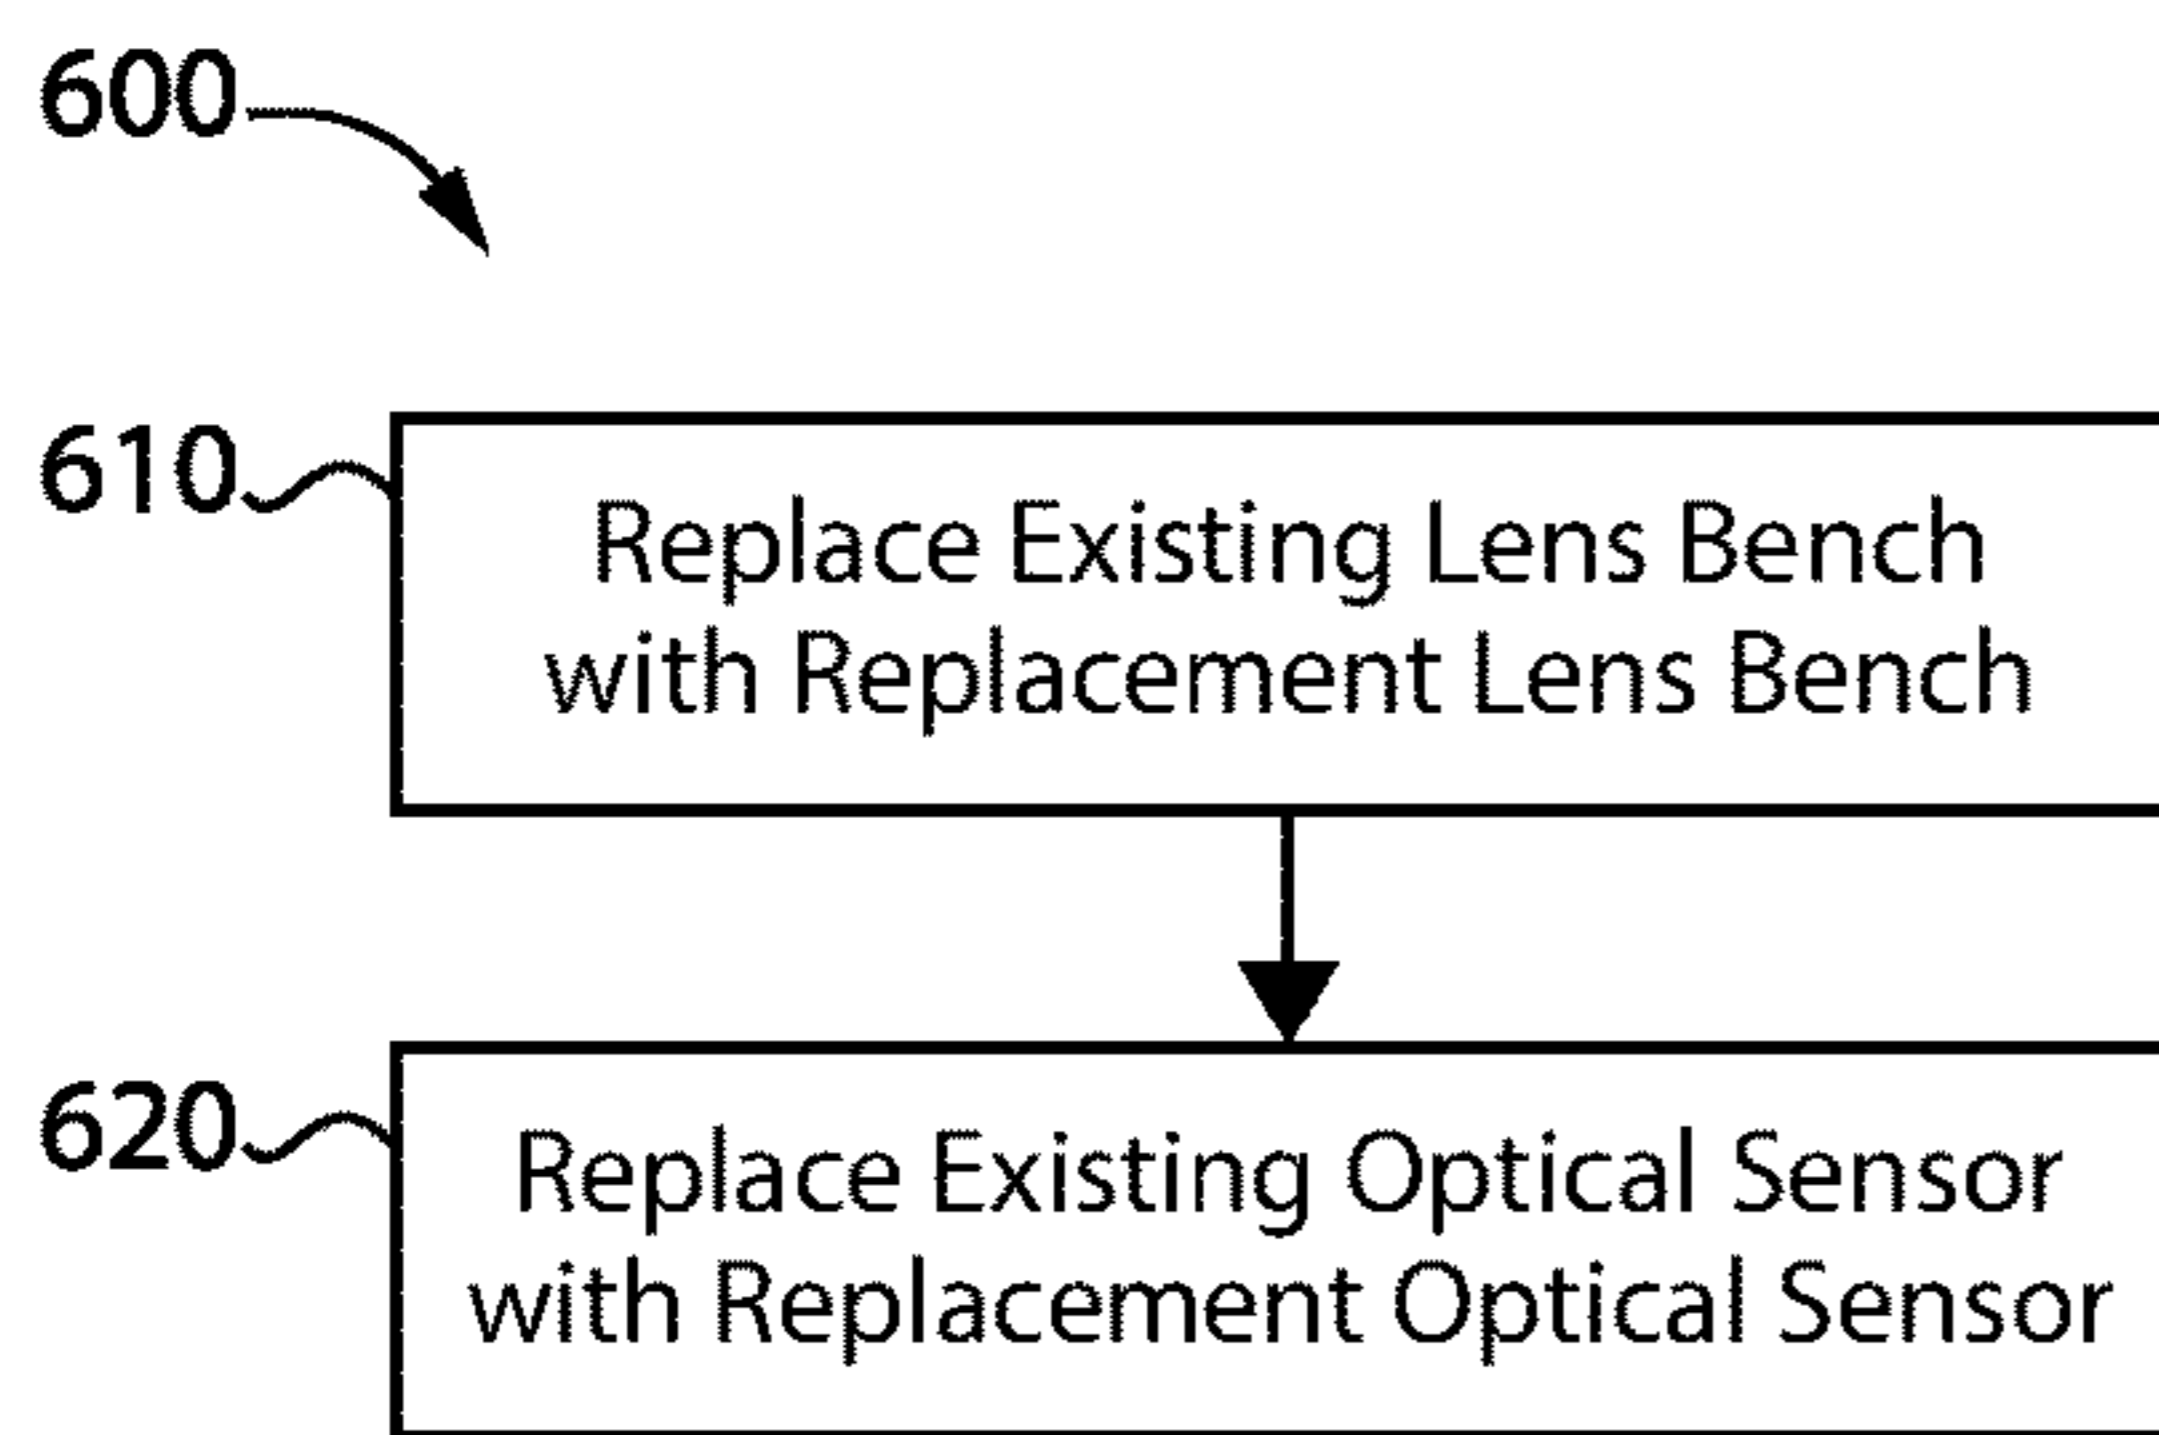 600
610
Replace Existing Lens Bench
with Replacement Lens Bench
620
Replace Existing Optical Sensor
with Replacement Optical Sensor